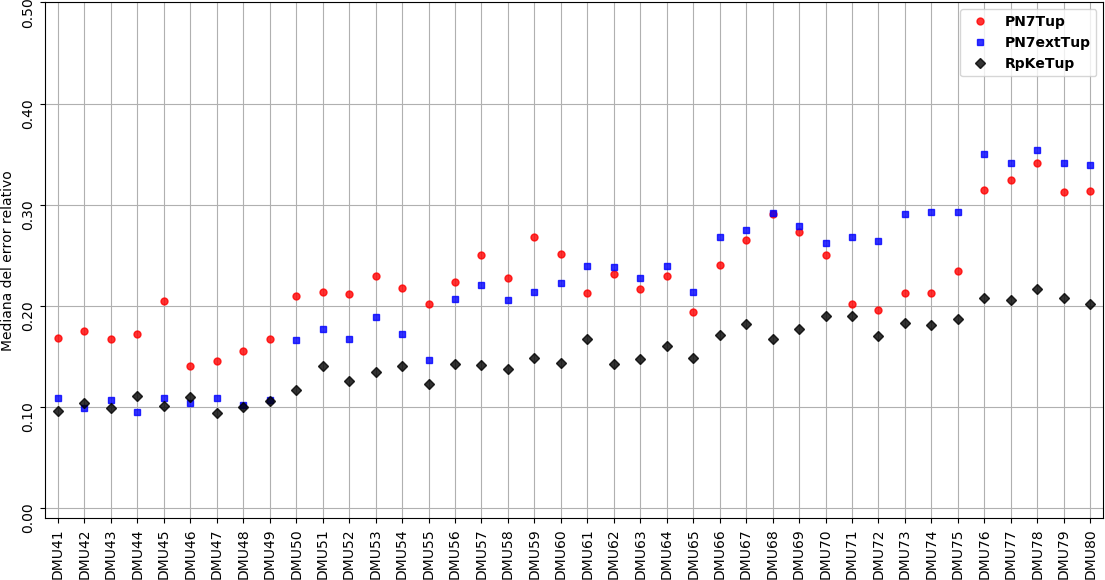 0.50
0.40
0.30
0.20
0.10
0.00
Mediana del error relativo
PN7Tup
PN7extTup
RpKeTup
DMU41
DMU42
DMU43
DMU44
DMU45
DMU46
DMU47
DMU48
DMU49
DMU50
DMU51
DMU52
DMU53
DMU54
DMU55
DMU56
DMU57
DMU58
DMU59
DMU60
DMU61
DMU62
DMU63
DMU64
DMU65
DMU66
DMU67
DMU68
DMU69
DMU70
DMU71
DMU72
DMU73
DMU74
DMU75
DMU76
DMU77
DMU78
DMU79
DMU80